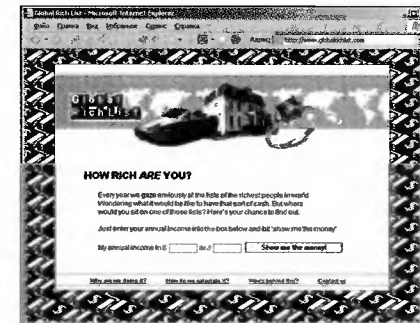 Global Rich List - Microsoft Internet Explorer
Файл Правка Вид Избранное Сервис Справка
Адрес: http://www.globalrichlist.com
Global
Rich List
HOW RICH ARE YOU?
Every year we gaze enviously at the lists of the richest people in world
Wondering what it would be like to have that sort of cash. But where
would you sit on one of those lists? Here's your chance to find out.
Just enter your annual income into the box below and hit 'show me the money'
My annual income in £ or $ Show me the money!
Why are we doing it? How do we calculate it? Who's behind this? Contact us